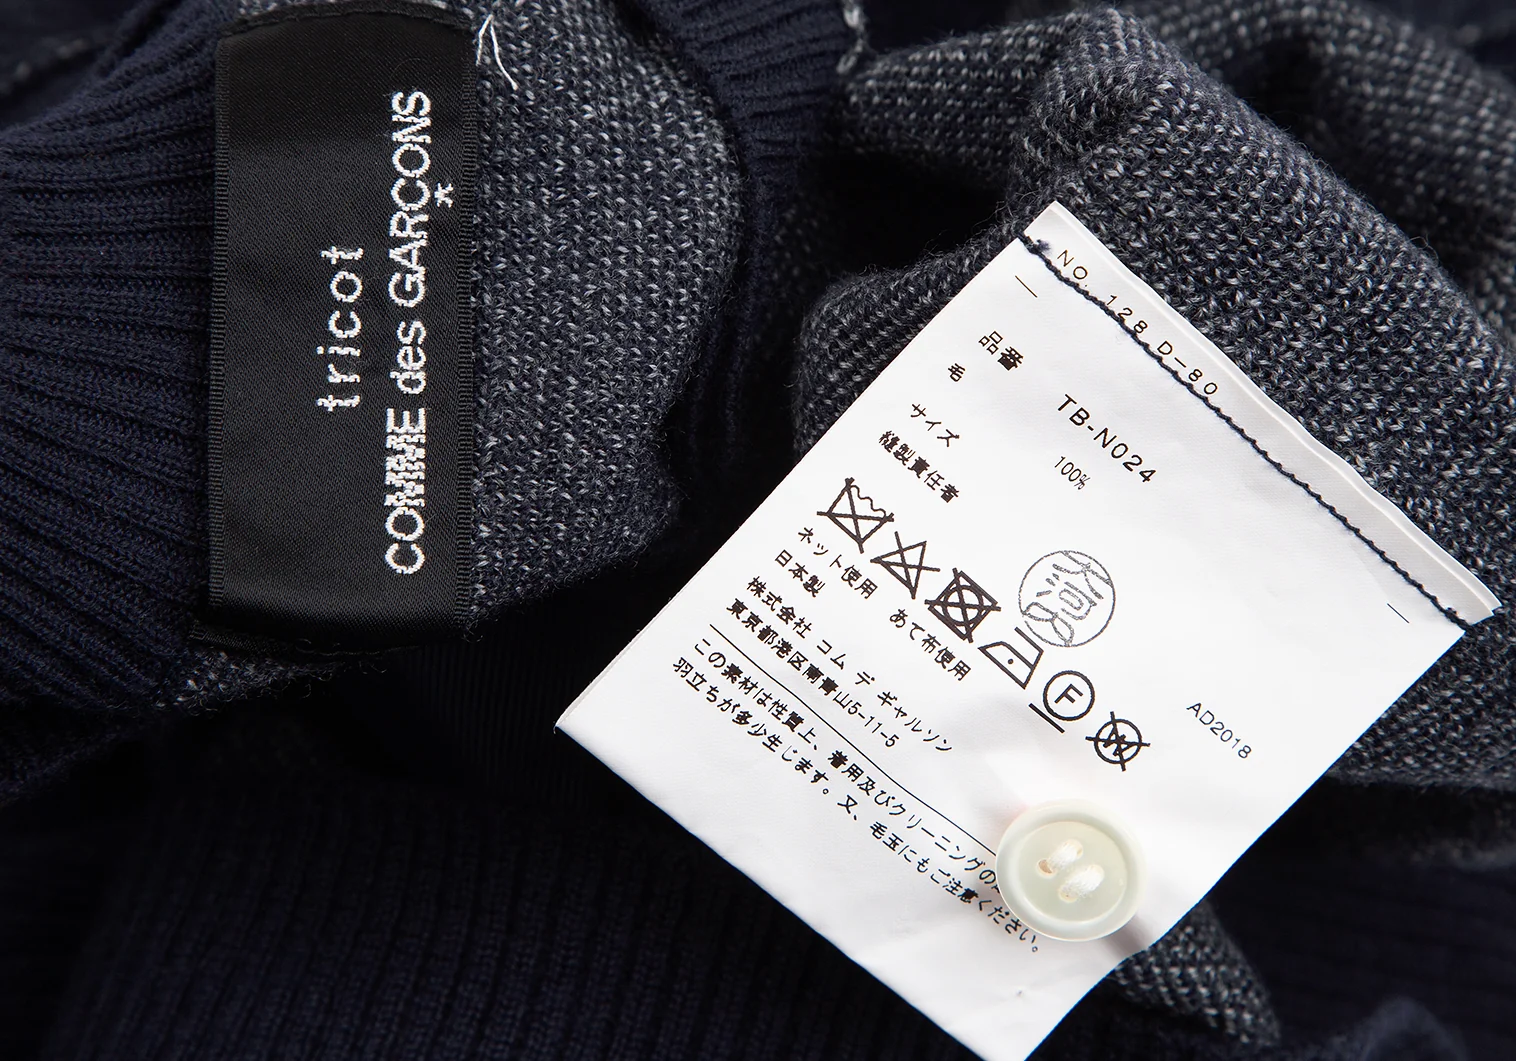 tricot
COMME des GARÇONS
NO. 128 D-80
品番 TB-N024
毛 100%
サイズ
縫製責任者
ネット使用 あて布使用
F
W
日本製
AD2018
株式会社 コム デ ギャルソン
東京都港区南青山5-11-5
この素材は性質上、着用及びクリーニングの
羽立ちが多少生じます。又、毛玉にもご注意ください。